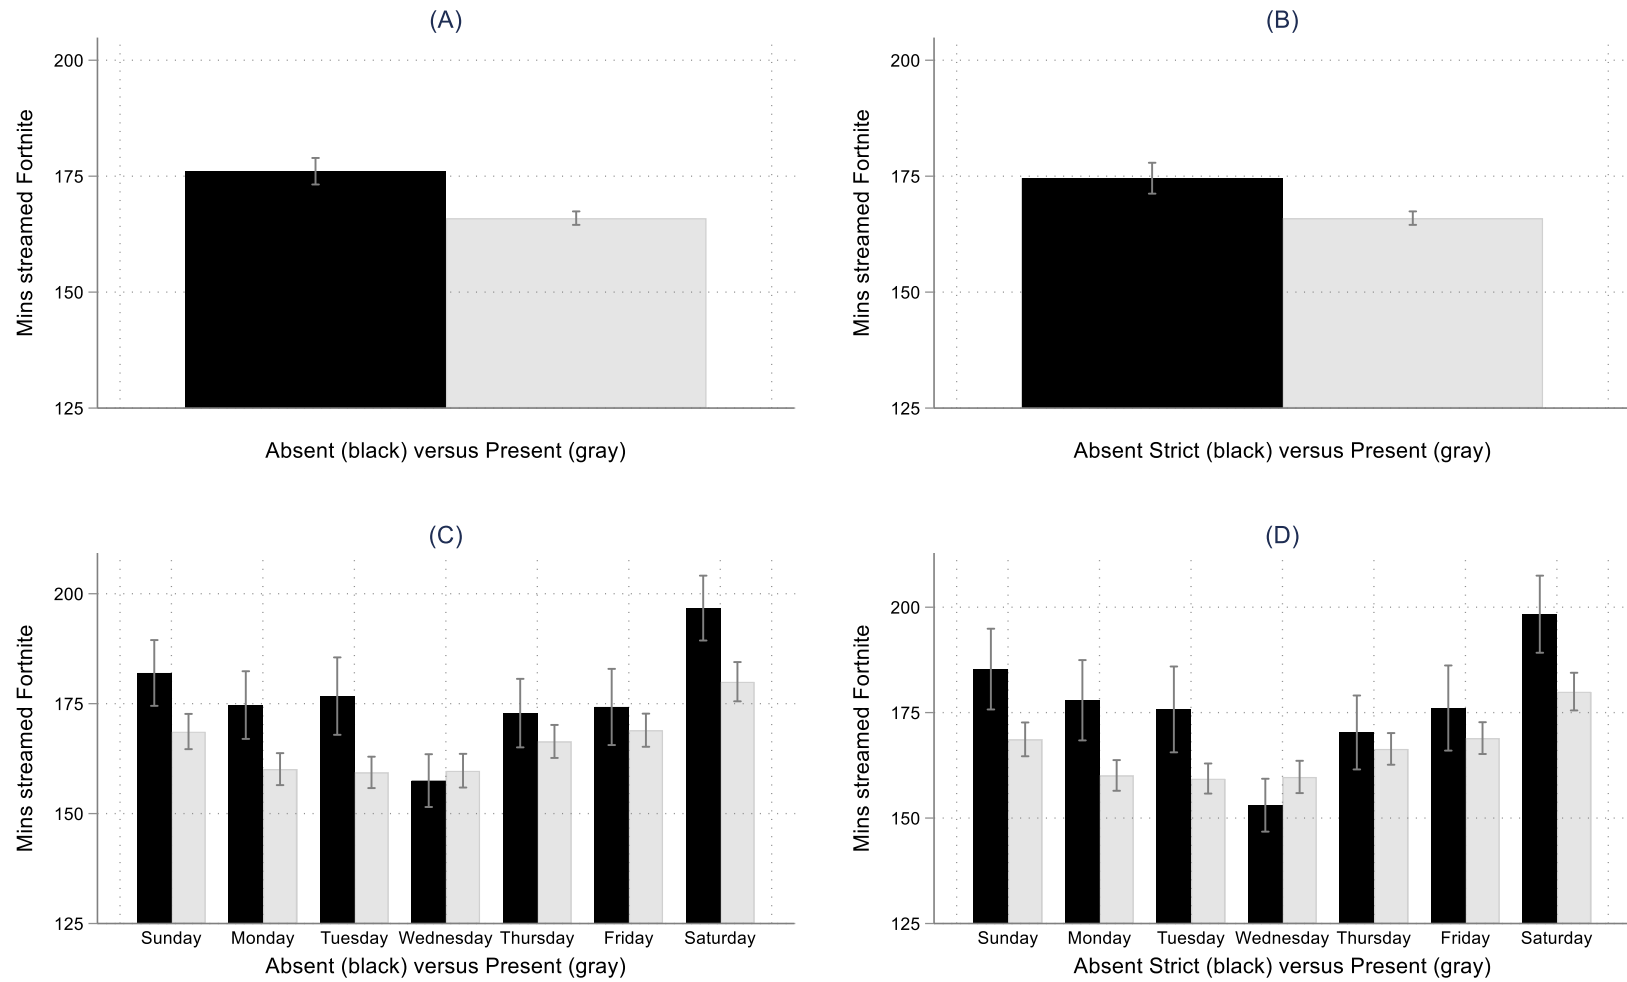 (A)
Mins streamed Fortnite
200
175
150
125
Absent (black) versus Present (gray)
(B)
Mins streamed Fortnite
200
175
150
125
Absent Strict (black) versus Present (gray)
(C)
Mins streamed Fortnite
200
175
150
125
Sunday Monday Tuesday Wednesday Thursday Friday Saturday
Absent (black) versus Present (gray)
(D)
Mins streamed Fortnite
200
175
150
125
Sunday Monday Tuesday Wednesday Thursday Friday Saturday
Absent Strict (black) versus Present (gray)